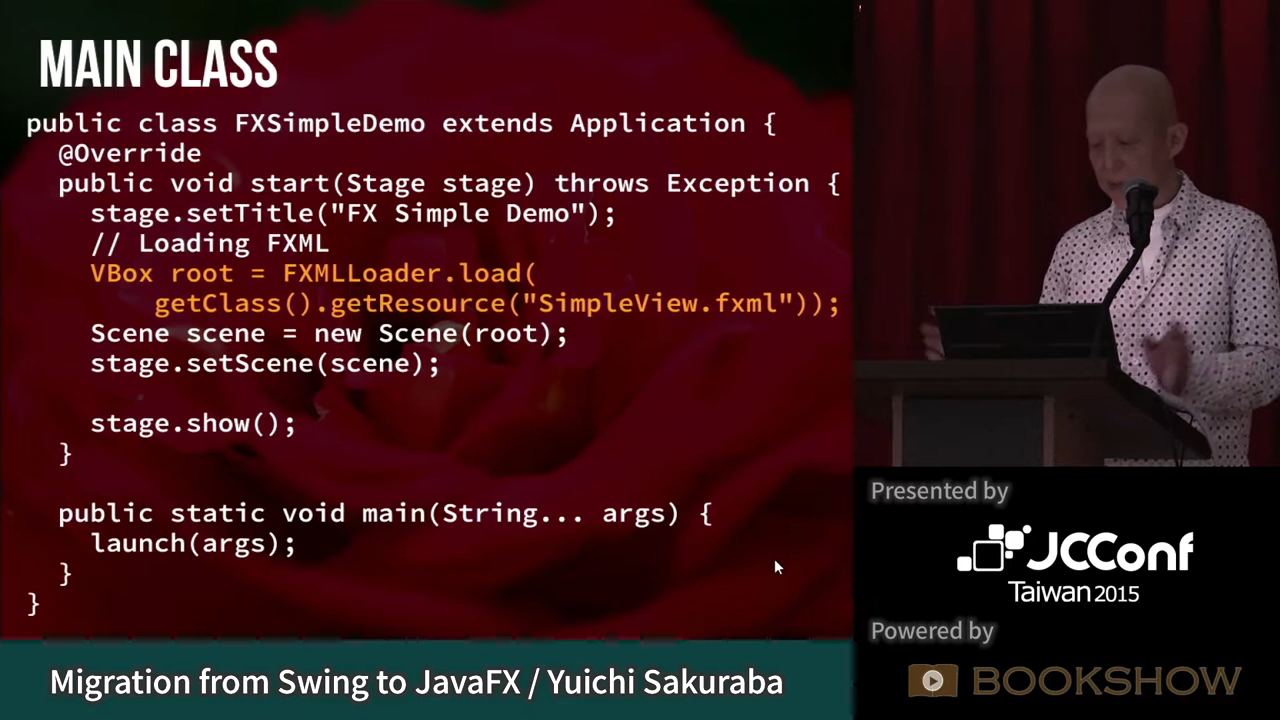 MAIN CLASS
public class FXSimpleDemo extends Application {
@Override
public void start(Stage stage) throws Exception {
stage.setTitle("FX Simple Demo");
// Loading FXML
VBox root = FXMLLoader.load(
getClass().getResource("SimpleView.fxml"));
Scene scene = new Scene(root);
stage.setScene(scene);
stage.show();
}
public static void main(String... args) {
launch(args);
}
}
Presented by
JCConf
Taiwan 2015
Powered by
BOOKSHOW
Migration from Swing to JavaFX / Yuichi Sakuraba